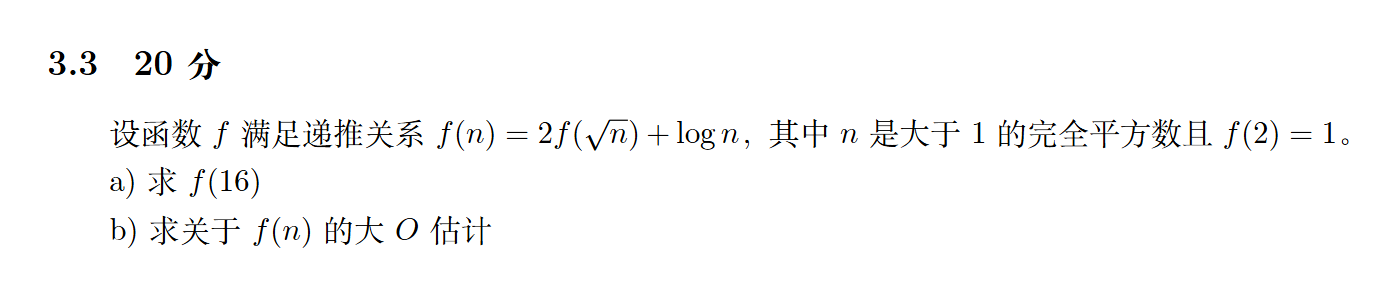 3.3 20 分
设函数 f 满足递推关系 f(n) = 2f(√n) + log n, 其中 n 是大于 1 的完全平方数且 f(2) = 1。
a) 求 f(16)
b) 求关于 f(n) 的大 O 估计